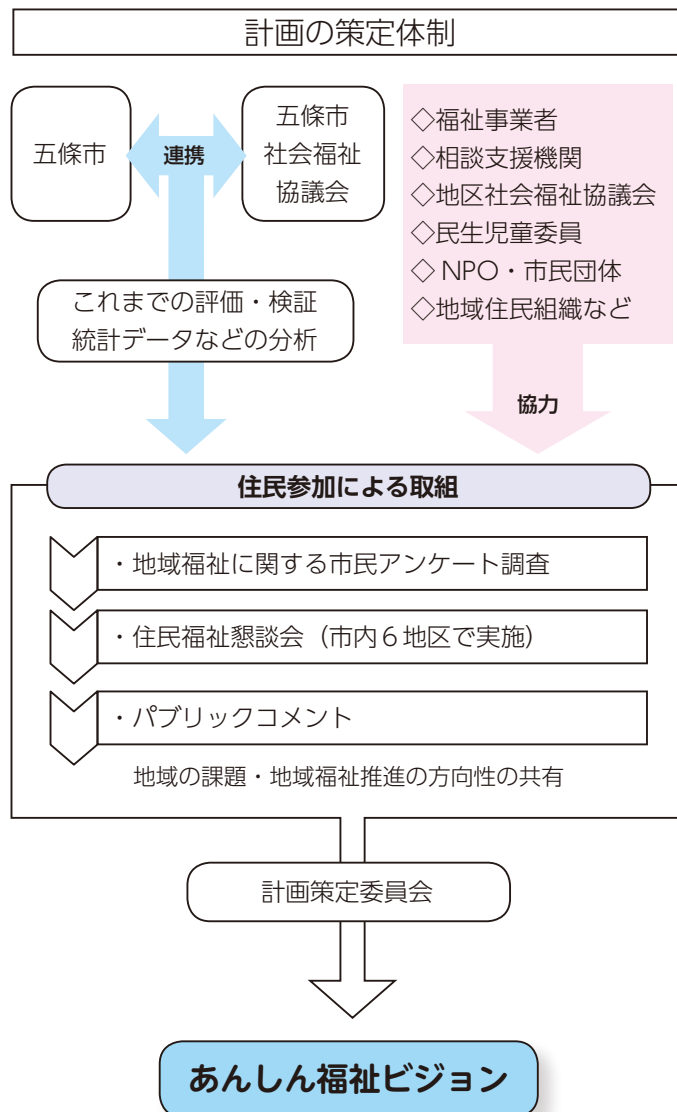 計画の策定体制
五條市
連携
五條市
社会福祉
協議会
◇福祉事業者
◇相談支援機関
◇地区社会福祉協議会
◇民生児童委員
◇NPO・市民団体
◇地域住民組織など
これまでの評価・検証
統計データなどの分析
協力
住民参加による取組
・地域福祉に関する市民アンケート調査
・住民福祉懇談会（市内6地区で実施）
・パブリックコメント
地域の課題・地域福祉推進の方向性の共有
計画策定委員会
あんしん福祉ビジョン